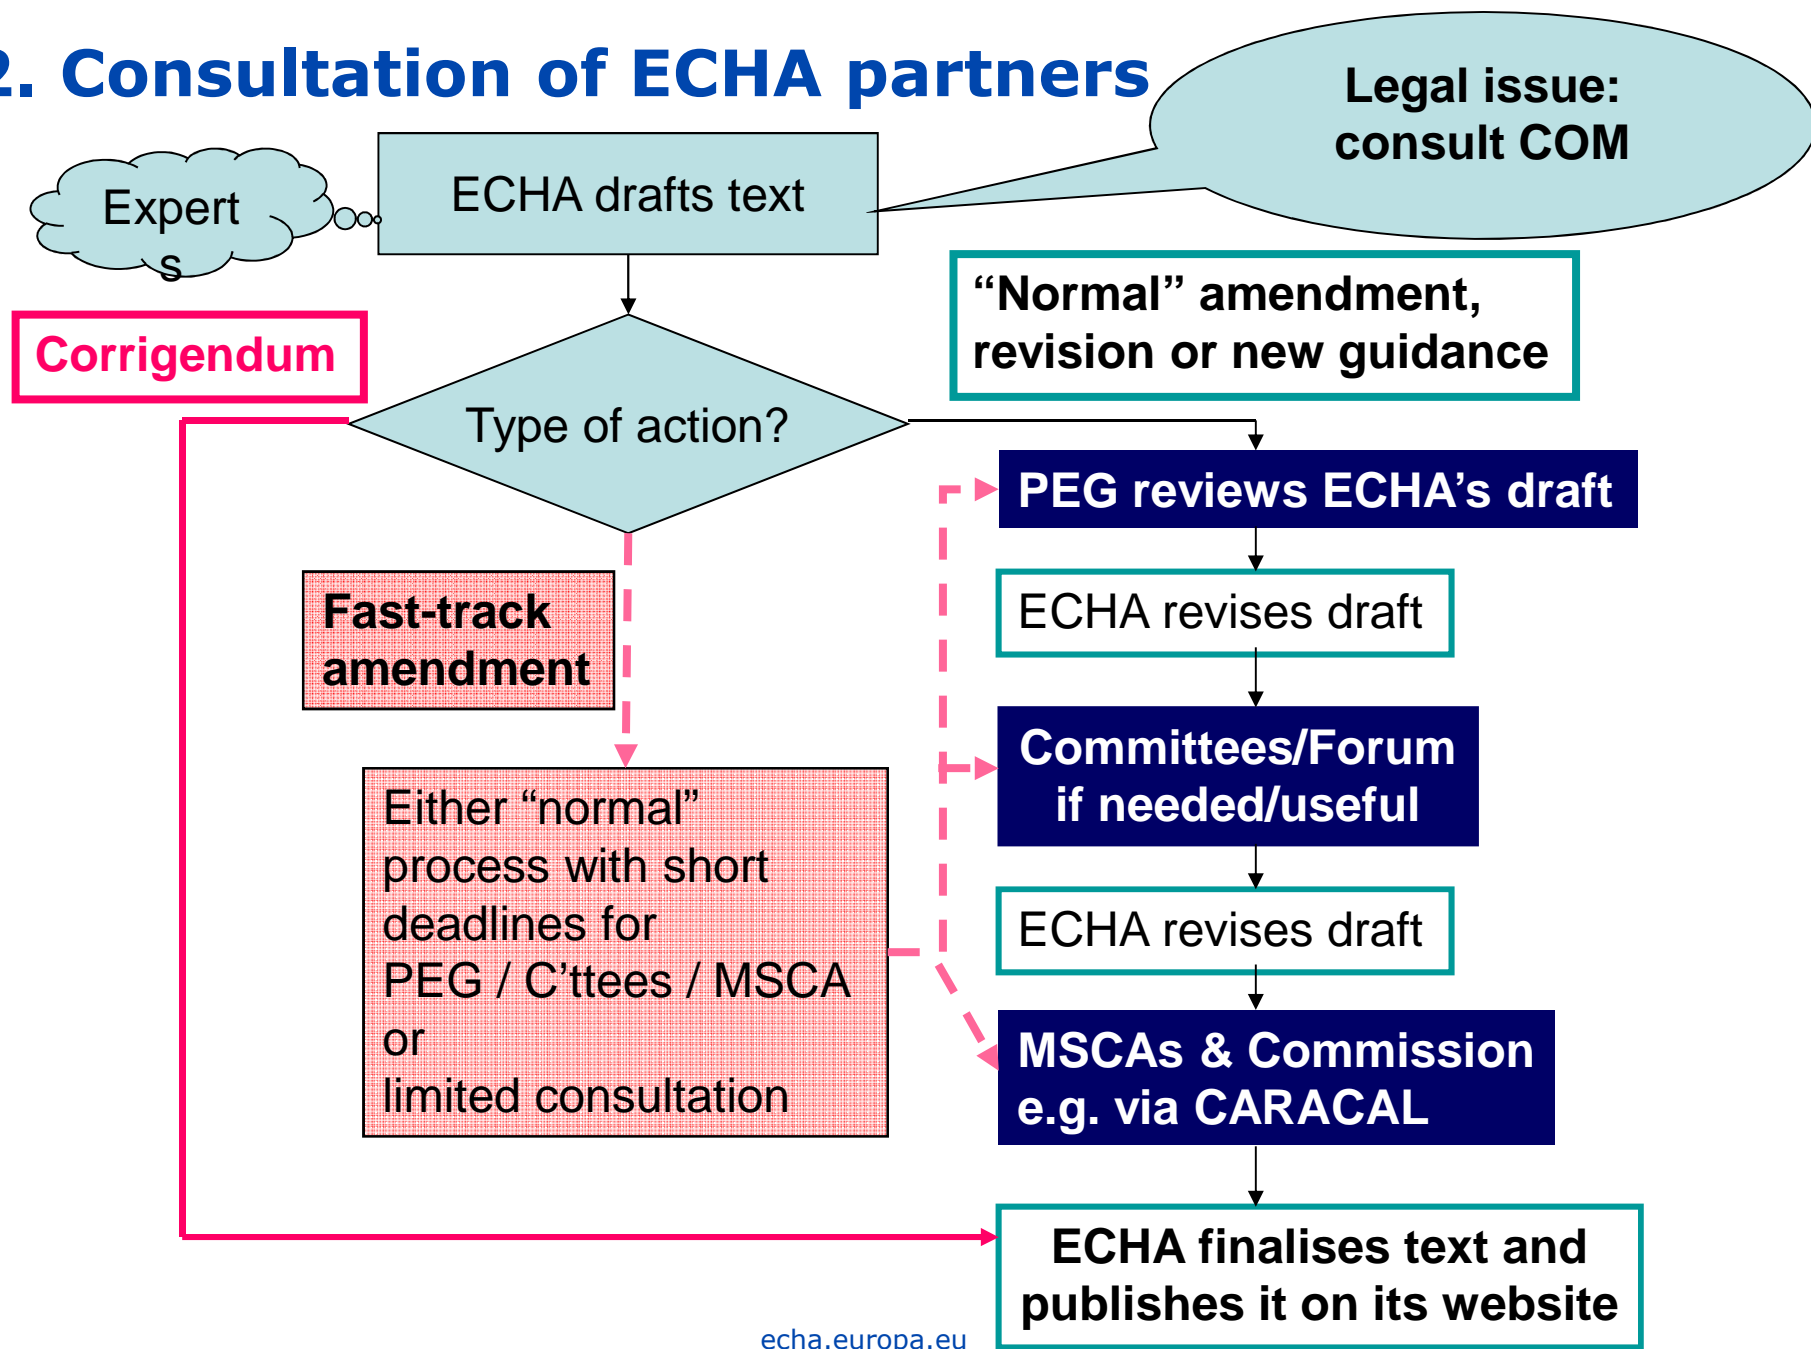 2. Consultation of ECHA partners
Legal issue:
consult COM
Expert
s
ECHA drafts text
“Normal” amendment,
revision or new guidance
Corrigendum
Type of action?
PEG reviews ECHA’s draft
Fast-track
amendment
ECHA revises draft
Committees/Forum
if needed/useful
Either “normal”
process with short
deadlines for
PEG / C’ttees / MSCA
or
limited consultation
ECHA revises draft
MSCAs & Commission
e.g. via CARACAL
ECHA finalises text and
publishes it on its website
echa.europa.eu